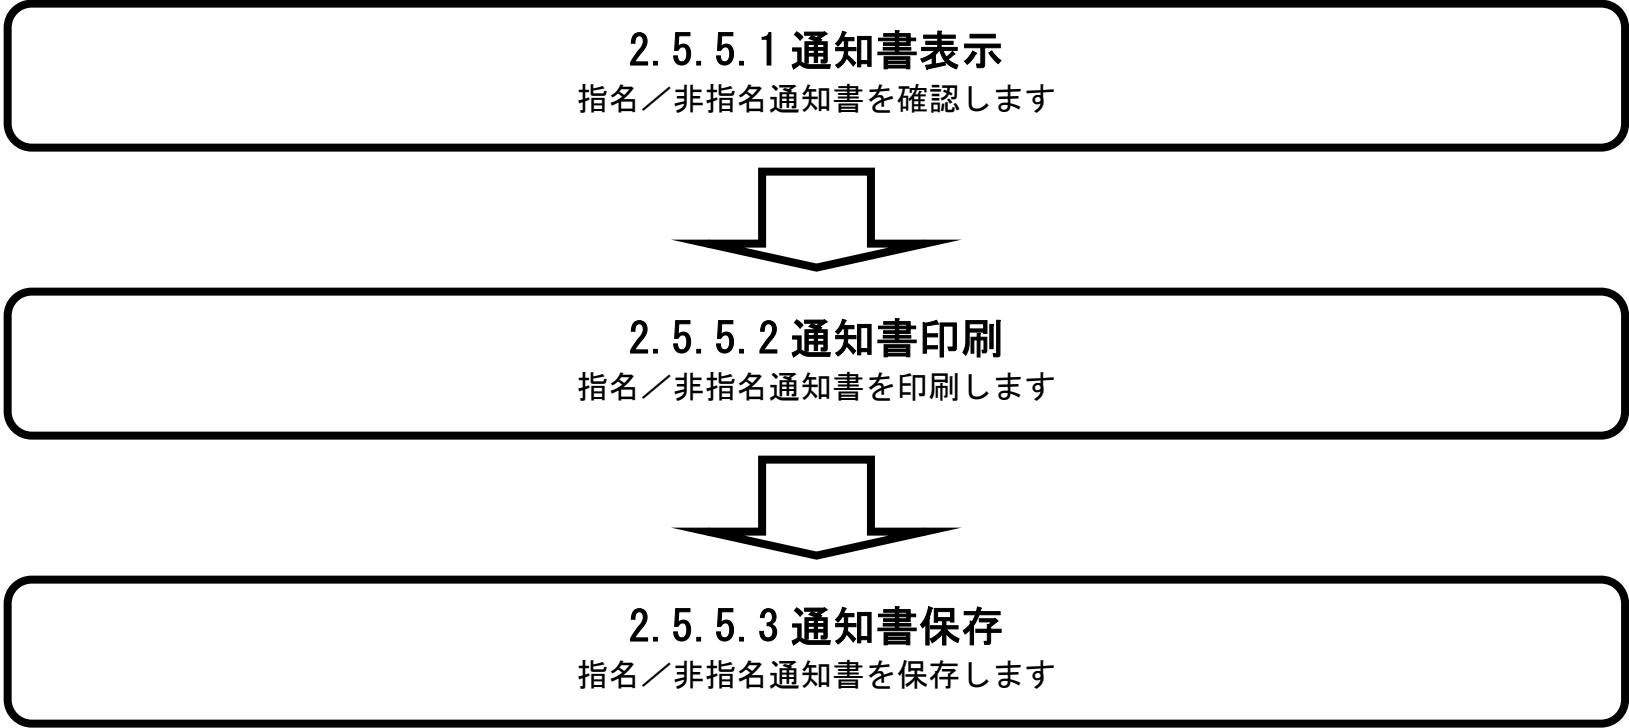 2.5.5.1 通知書表示
指名／非指名通知書を確認します
2.5.5.2 通知書印刷
指名／非指名通知書を印刷します
2.5.5.3 通知書保存
指名／非指名通知書を保存します